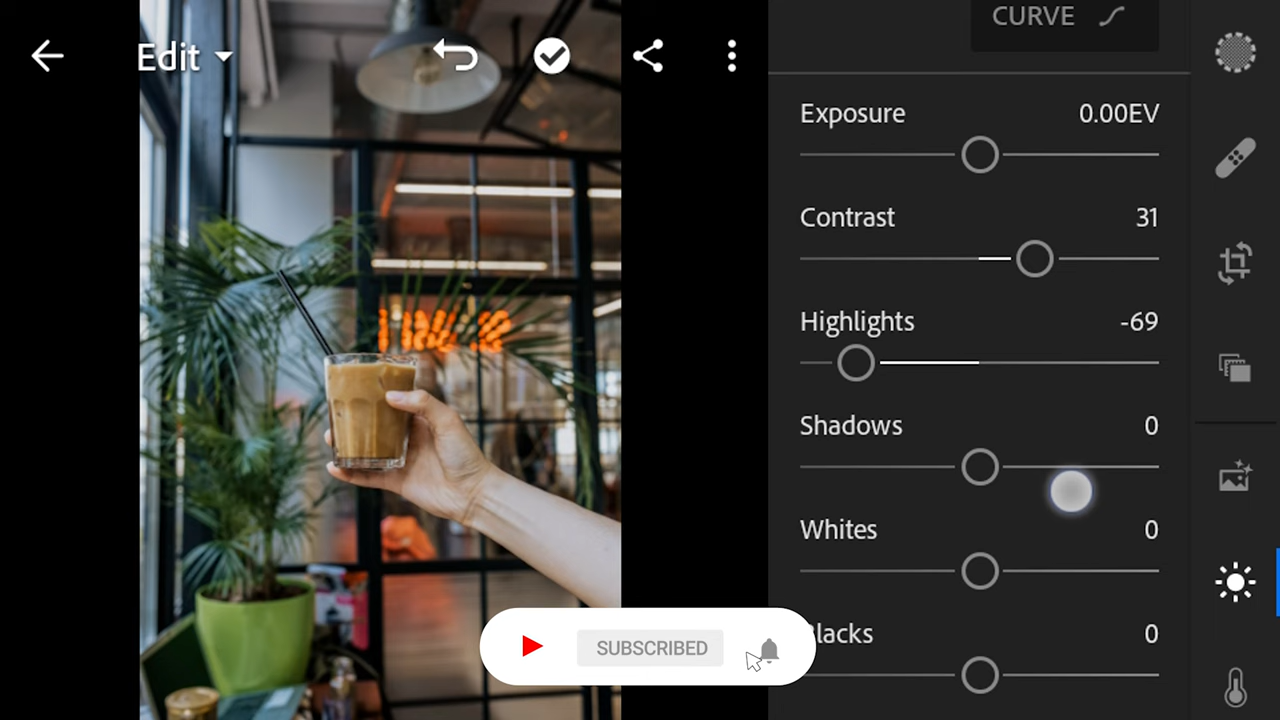 Edit
CURVE
Exposure 0.00EV
Contrast 31
Highlights -69
Shadows 0
Whites 0
Blacks 0
SUBSCRIBED